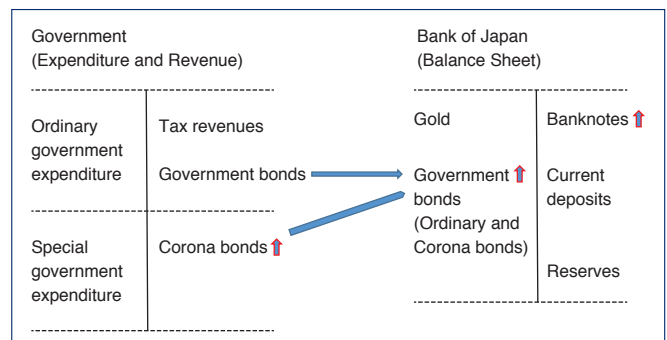 Government
(Expenditure and Revenue)
Ordinary
government
expenditure
Tax revenues
Government bonds
Special
government
expenditure
Corona bonds
Bank of Japan
(Balance Sheet)
Gold
Government
bonds
(Ordinary and
Corona bonds)
Banknotes
Current
deposits
Reserves